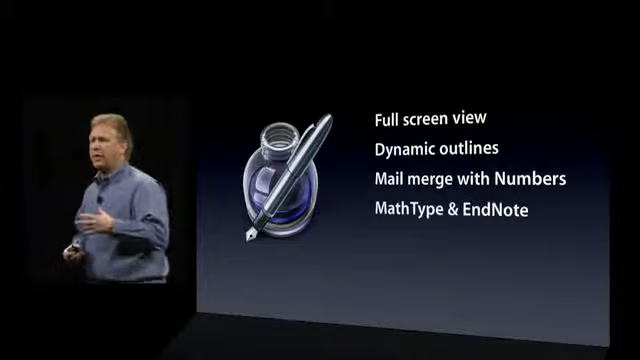 Full screen view
Dynamic outlines
Mail merge with Numbers
MathType & EndNote